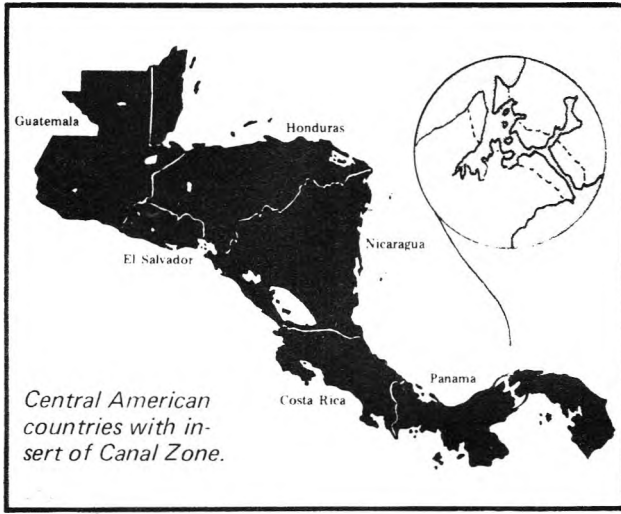 Guatemala
Honduras
El Salvador
Nicaragua
Costa Rica
Panama
Central American
countries with in-
sert of Canal Zone.